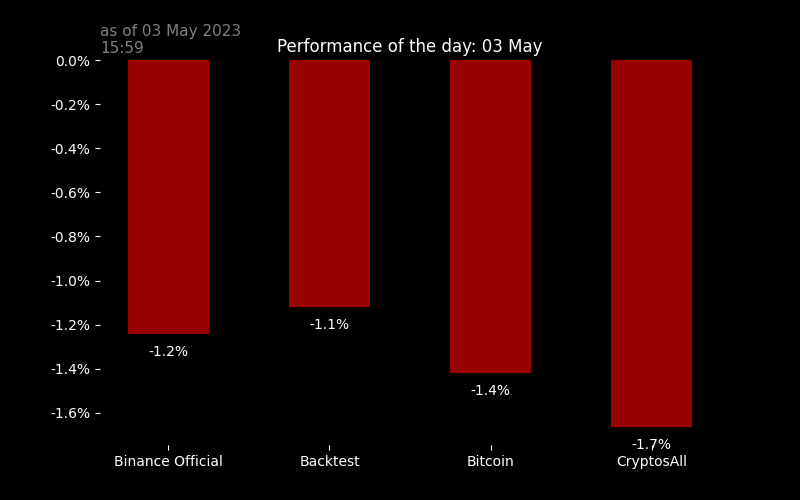 as of 03 May 2023
15:59
Performance of the day: 03 May
0.0%
-0.2%
-0.4%
-0.6%
-0.8%
-1.0%
-1.2%
-1.4%
-1.6%
-1.2%
-1.1%
-1.4%
-1.7%
Binance Official
Backtest
Bitcoin
CryptosAll